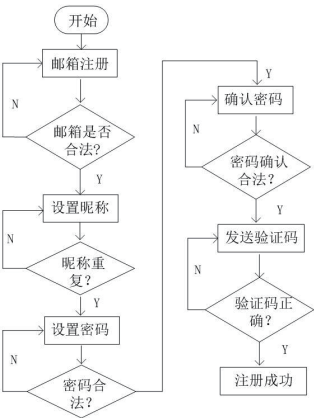 开始
邮箱注册
N
邮箱是否
合法?
Y
设置昵称
N
昵称重
复？
Y
设置密码
N
密码合
法？
Y
确认密码
N
密码确认
合法？
Y
发送验证码
N
验证码正
确？
Y
注册成功